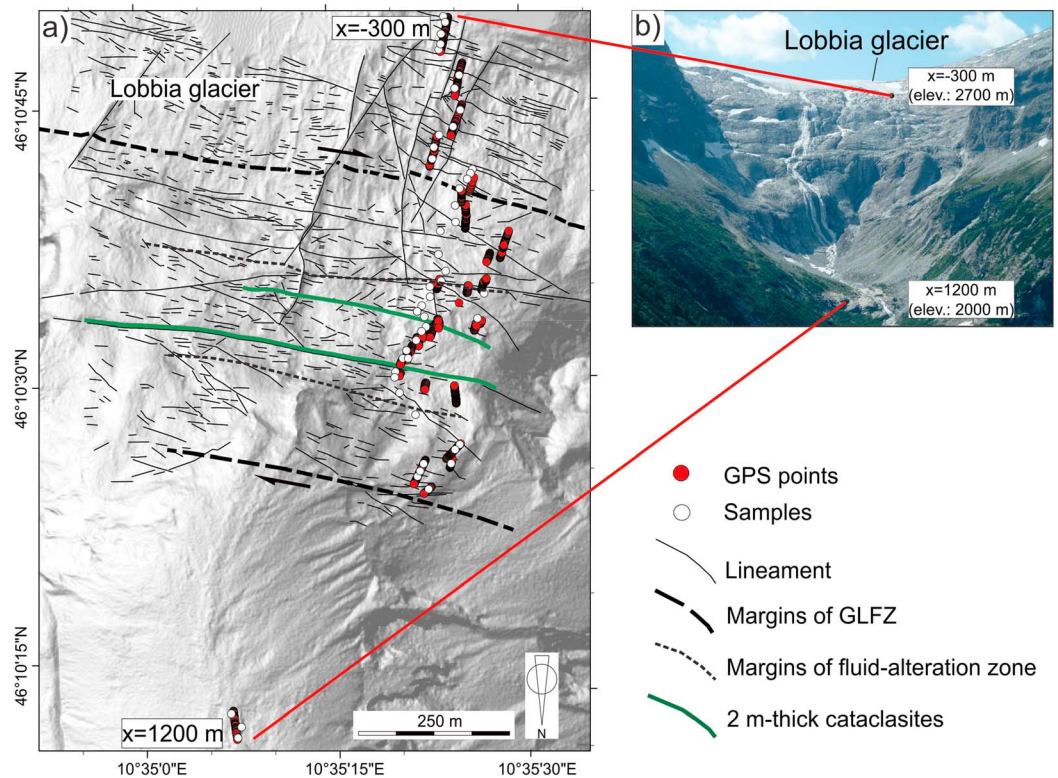 a)
x=-300 m
Lobbia glacier
46°10'45"N
46°10'30"N
46°10'15"N
x=1200 m
250 m
N
10°35'0"E
10°35'15"E
10°35'30"E
b)
Lobbia glacier
x=-300 m
(elev.: 2700 m)
x=1200 m
(elev.: 2000 m)
GPS points
Samples
Lineament
Margins of GLFZ
Margins of fluid-alteration zone
2 m-thick cataclasites